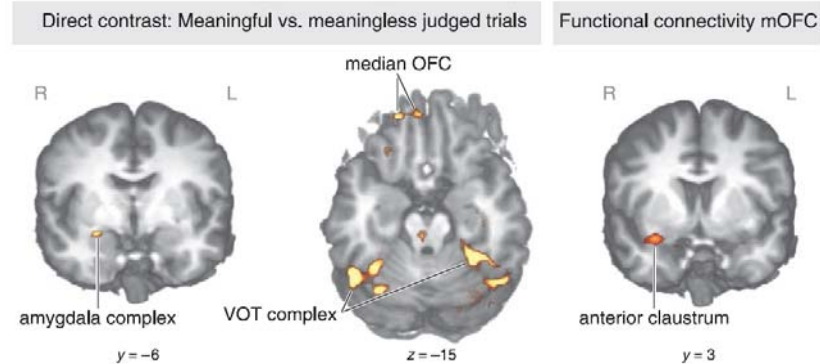 Direct contrast: Meaningful vs. meaningless judged trials
Functional connectivity mOFC
median OFC
R L
R L
amygdala complex
VOT complex
anterior claustrum
y = −6
z = −15
y = 3